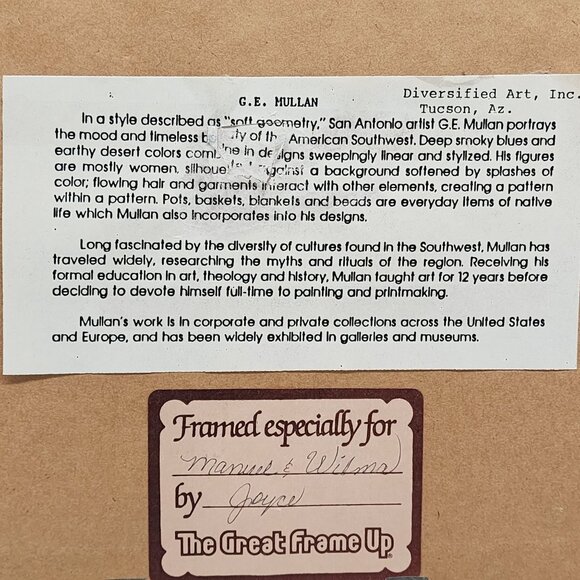 G.E. MULLAN
Diversified Art, Inc.
Tucson, Az.
In a style described as "soft geometry," San Antonio artist G.E. Mullan portrays
the mood and timeless b ty of th American Southwest. Deep smoky blues and
earthy desert colors combine in designs sweepingly linear and stylized. His figures
are mostly women, silhouetted against a background softened by splashes of
color; flowing hair and garments interact with other elements, creating a pattern
within a pattern. Pots, baskets, blankets and beads are everyday items of native
life which Mullan also incorporates into his designs.
Long fascinated by the diversity of cultures found in the Southwest, Mullan has
traveled widely, researching the myths and rituals of the region. Receiving his
formal education in art, theology and history, Mullan taught art for 12 years before
deciding to devote himself full-time to painting and printmaking.
Mullan's work is in corporate and private collections across the United States
and Europe, and has been widely exhibited in galleries and museums.
Framed especially for
Manuel & Wilma
by Joyce
The Great Frame Up